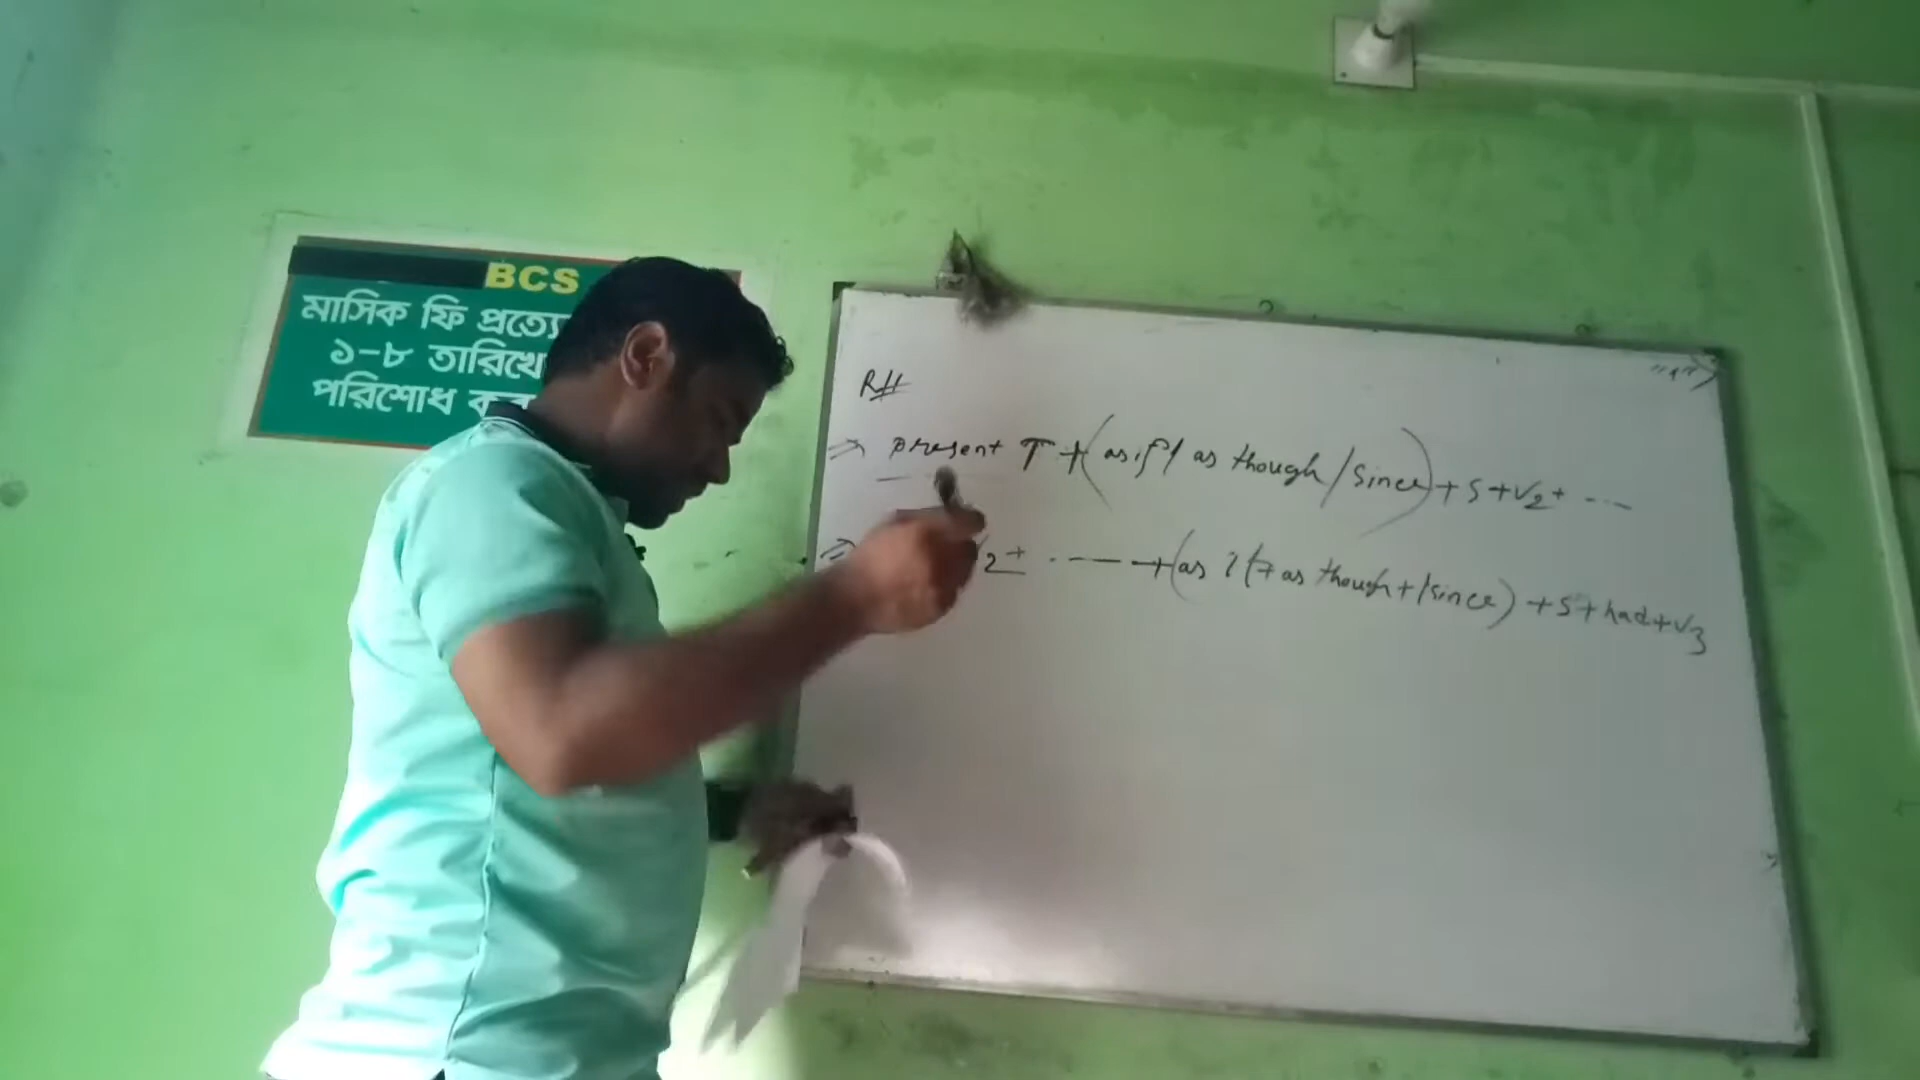 BCS
মাসিক ফি প্রত্যে
১-৮ তারিখে
পরিশোধ
R#
⇒ present T + (as if / as though / since) + S + V2 + ...
⇒ V2 + ... + (as if + as though + / since) + S + had + V3